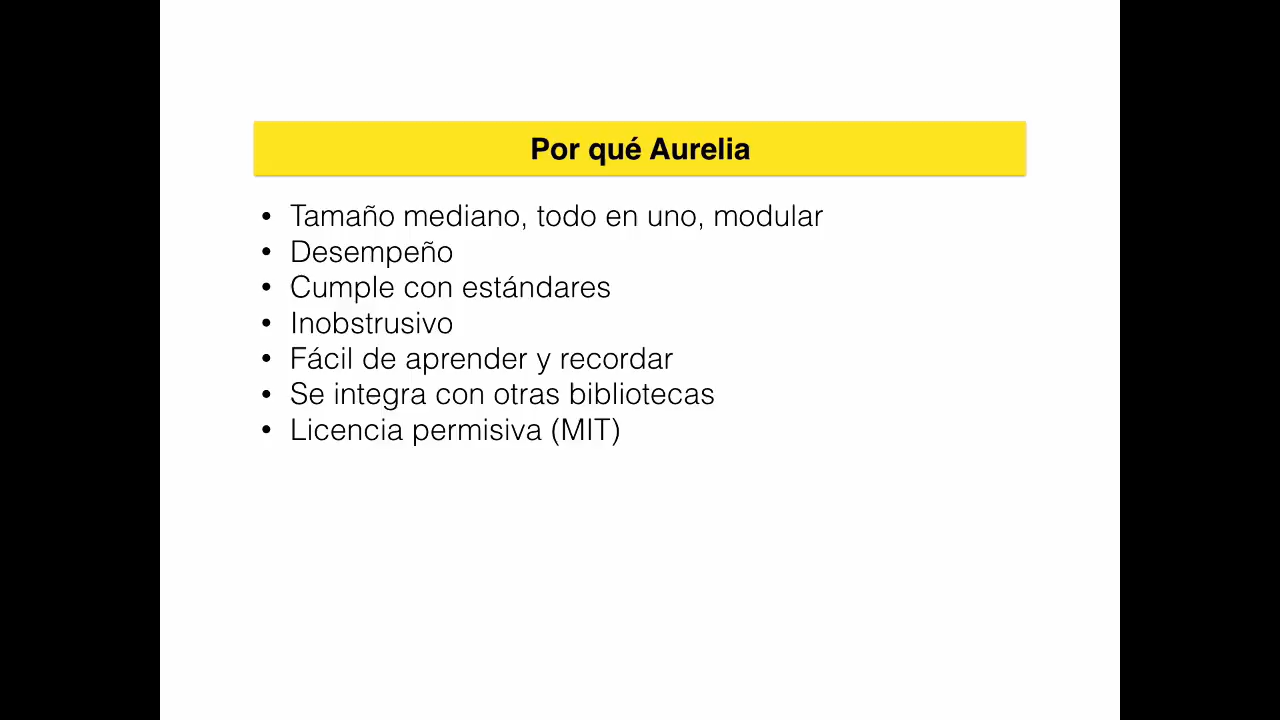 Por qué Aurelia
• Tamaño mediano, todo en uno, modular
• Desempeño
• Cumple con estándares
• Inobstrusivo
• Fácil de aprender y recordar
• Se integra con otras bibliotecas
• Licencia permisiva (MIT)